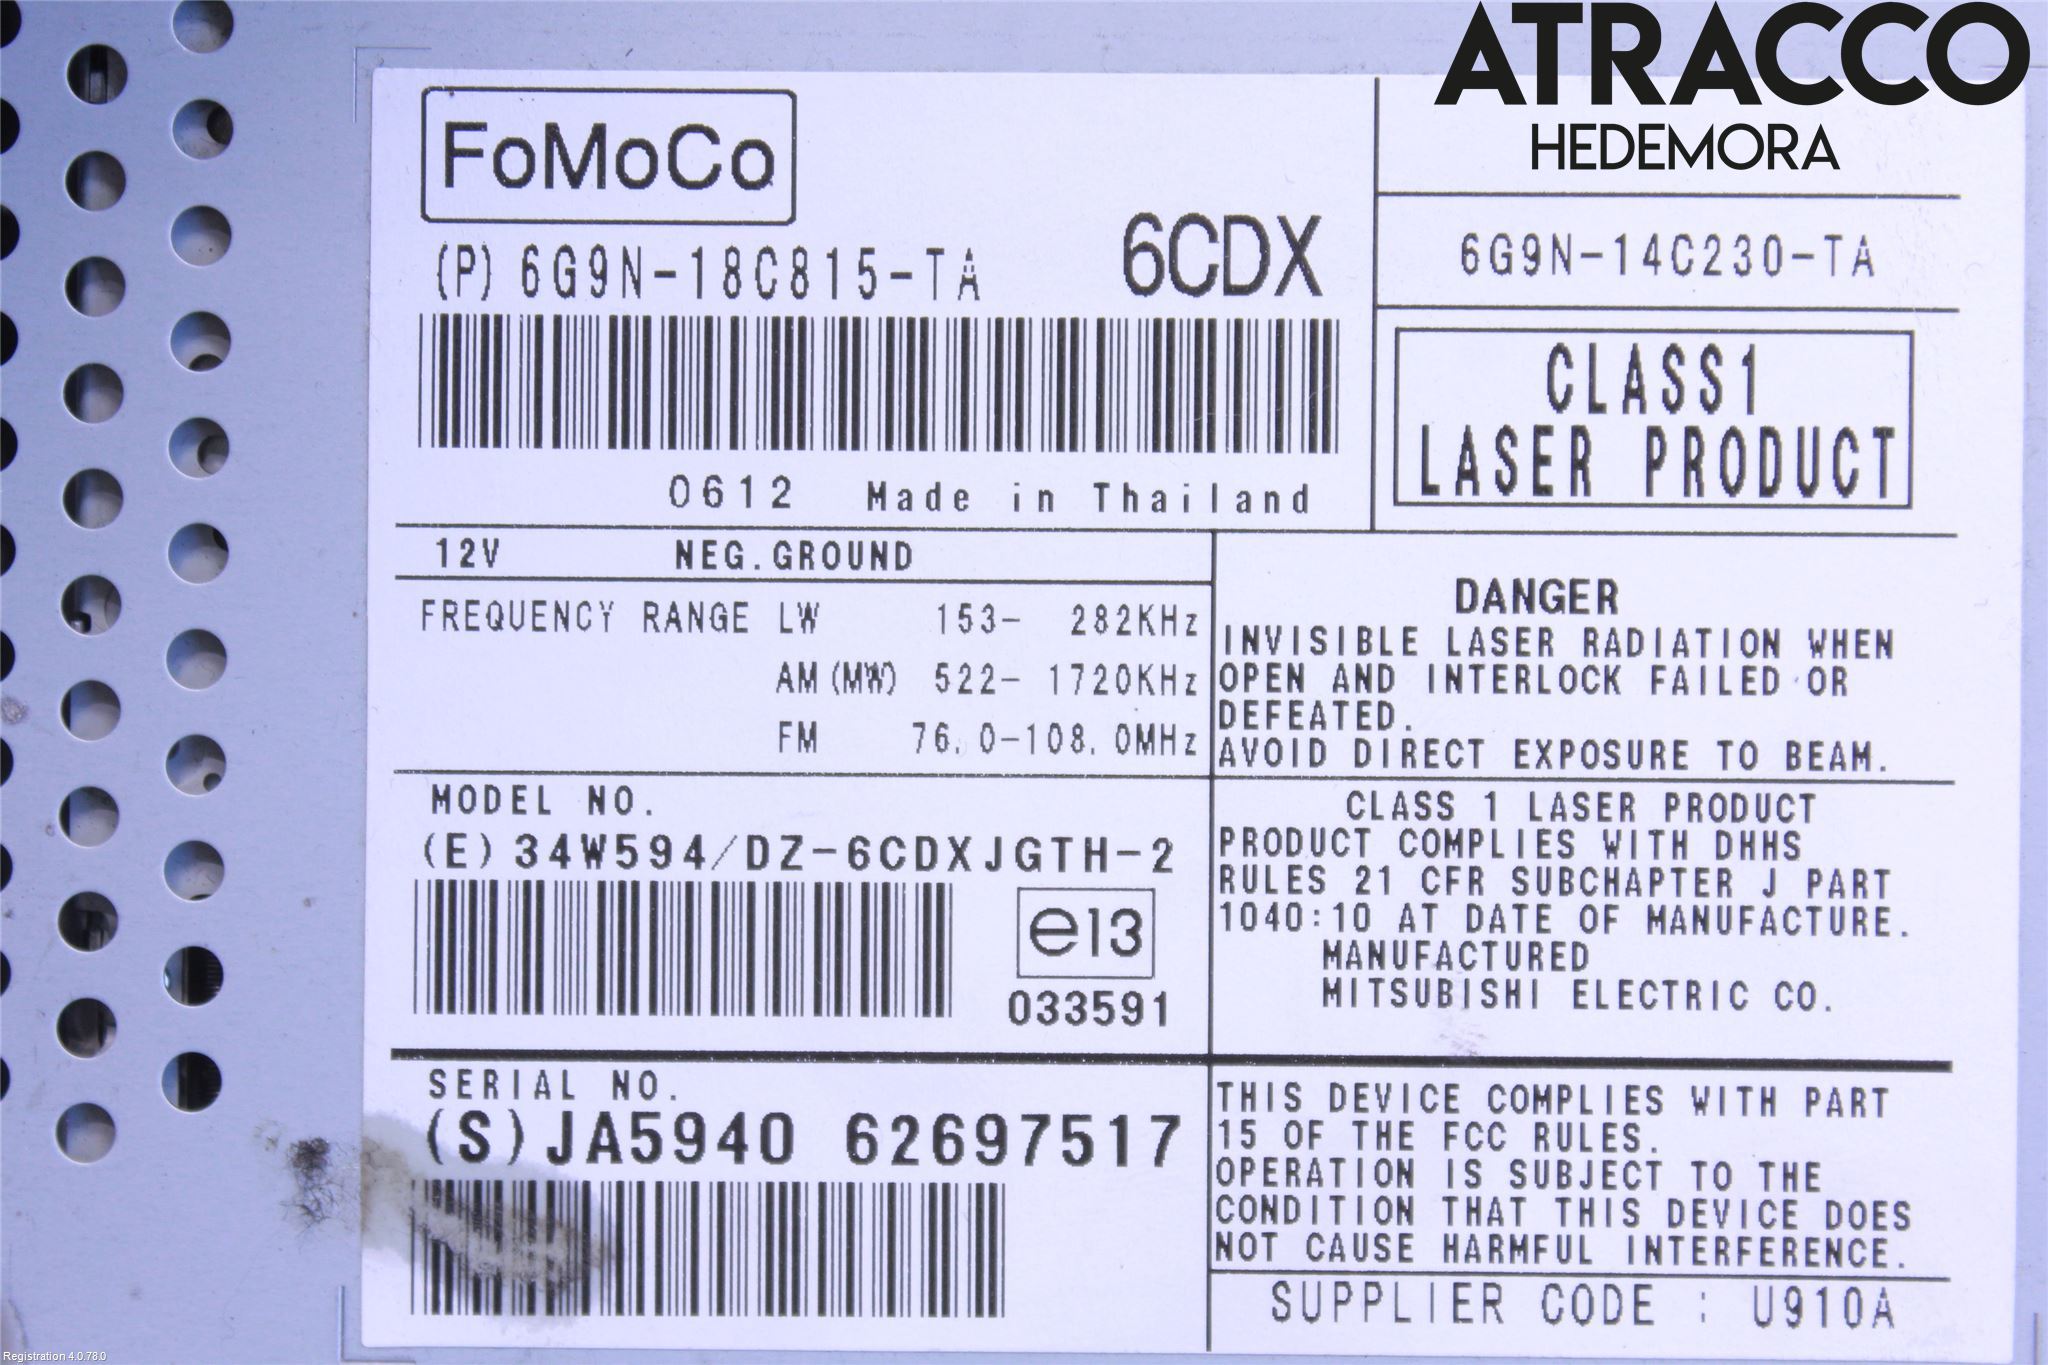 ATRACCO
HEDEMORA
FoMoCo
(P) 6G9N-18C815-TA
6CDX
6G9N-14C230-TA
CLASS1
LASER PRODUCT
0612 Made in Thailand
12V NEG.GROUND
FREQUENCY RANGE LW 153- 282KHz
AM (MW) 522- 1720KHz
FM 76.0-108.0MHz
DANGER
INVISIBLE LASER RADIATION WHEN
OPEN AND INTERLOCK FAILED OR
DEFEATED.
AVOID DIRECT EXPOSURE TO BEAM.
MODEL NO.
(E) 34W594/DZ-6CDXJGTH-2
e13
033591
CLASS 1 LASER PRODUCT
PRODUCT COMPLIES WITH DHHS
RULES 21 CFR SUBCHAPTER J PART
1040:10 AT DATE OF MANUFACTURE.
MANUFACTURED
MITSUBISHI ELECTRIC CO.
SERIAL NO.
(S) JA5940 62697517
THIS DEVICE COMPLIES WITH PART
15 OF THE FCC RULES.
OPERATION IS SUBJECT TO THE
CONDITION THAT THIS DEVICE DOES
NOT CAUSE HARMFUL INTERFERENCE.
SUPPLIER CODE : U910A
Registration 4.0.78.0